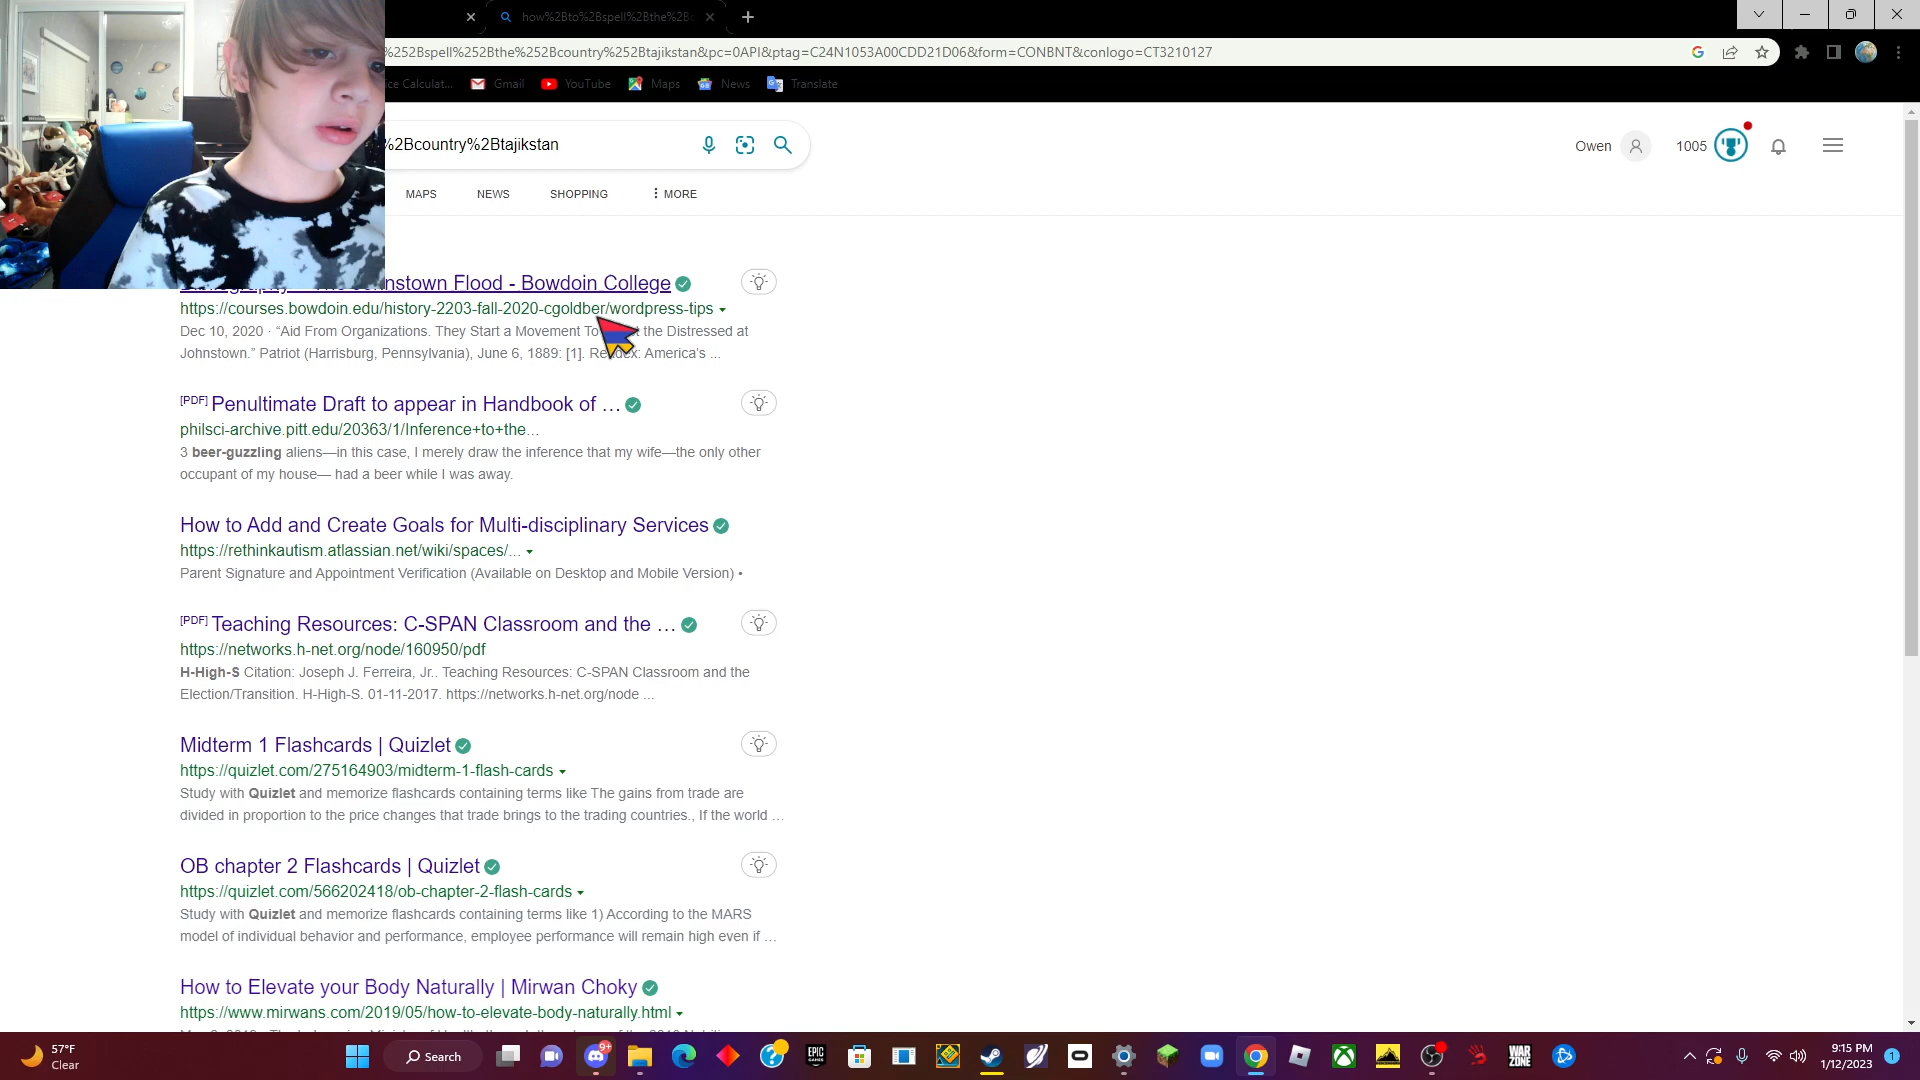 how%2Bto%2Bspell%2Bthe%2Bc
%252Bspell%252Bthe%252Bcountry%252Btajikstan&pc=0API&ptag=C24N1053A00CDD21D06&form=CONBNT&conlogo=CT3210127
ice Calculat... Gmail YouTube Maps News Translate
%2Bcountry%2Btajikstan
Owen 1005
MAPS NEWS SHOPPING MORE
nstown Flood - Bowdoin College
https://courses.bowdoin.edu/history-2203-fall-2020-cgoldber/wordpress-tips
Dec 10, 2020 · “Aid From Organizations. They Start a Movement To the Distressed at
Johnstown.” Patriot (Harrisburg, Pennsylvania), June 6, 1889: [1]. Readex: America’s ...
[PDF] Penultimate Draft to appear in Handbook of ...
philsci-archive.pitt.edu/20363/1/Inference+to+the...
3 beer-guzzling aliens—in this case, I merely draw the inference that my wife—the only other
occupant of my house— had a beer while I was away.
How to Add and Create Goals for Multi-disciplinary Services
https://rethinkautism.atlassian.net/wiki/spaces/...
Parent Signature and Appointment Verification (Available on Desktop and Mobile Version) •
[PDF] Teaching Resources: C-SPAN Classroom and the ...
https://networks.h-net.org/node/160950/pdf
H-High-S Citation: Joseph J. Ferreira, Jr.. Teaching Resources: C-SPAN Classroom and the
Election/Transition. H-High-S. 01-11-2017. https://networks.h-net.org/node ...
Midterm 1 Flashcards | Quizlet
https://quizlet.com/275164903/midterm-1-flash-cards
Study with Quizlet and memorize flashcards containing terms like The gains from trade are
divided in proportion to the price changes that trade brings to the trading countries., If the world ...
OB chapter 2 Flashcards | Quizlet
https://quizlet.com/566202418/ob-chapter-2-flash-cards
Study with Quizlet and memorize flashcards containing terms like 1) According to the MARS
model of individual behavior and performance, employee performance will remain high even if ...
How to Elevate your Body Naturally | Mirwan Choky
https://www.mirwans.com/2019/05/how-to-elevate-body-naturally.html
57°F
Clear
Search
9+
EPIC GAMES
WAR ZONE
9:15 PM
1/12/2023
1